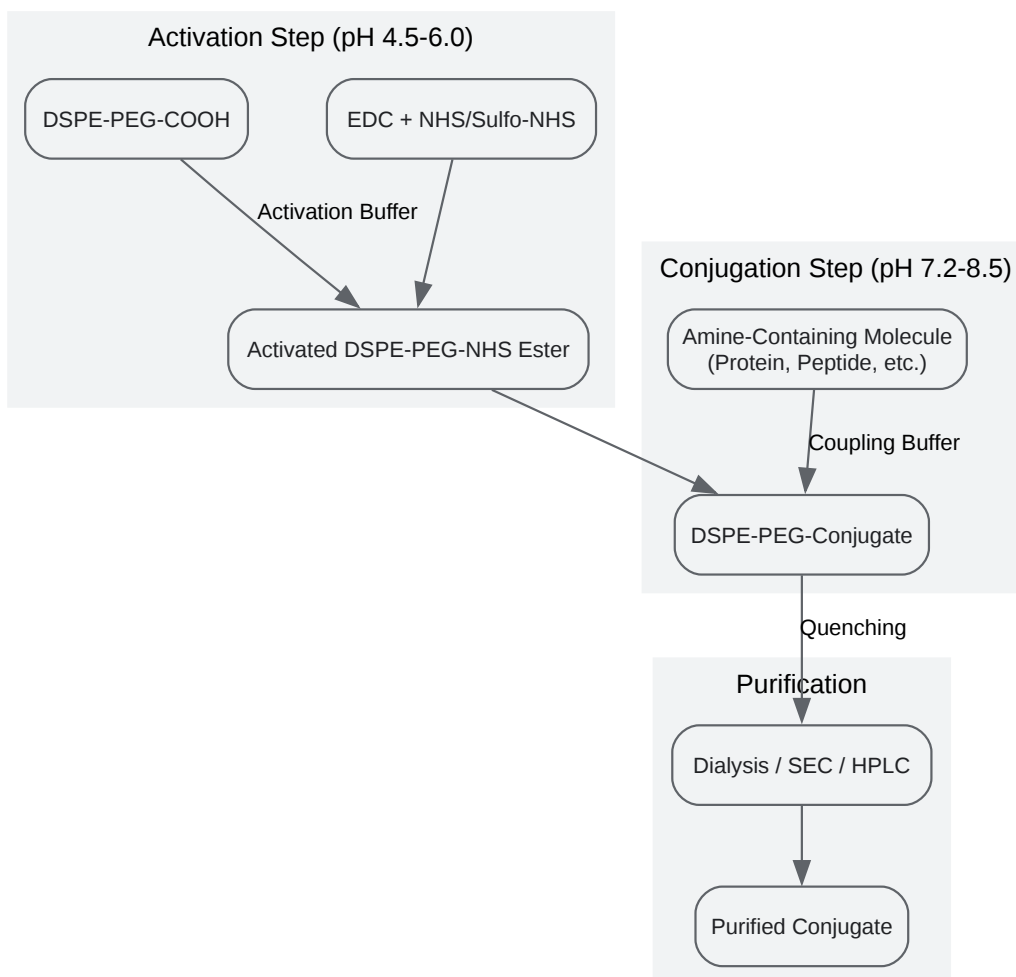 Activation Step (pH 4.5-6.0)
DSPE-PEG-COOH
EDC + NHS/Sulfo-NHS
Activation Buffer
Activated DSPE-PEG-NHS Ester
Conjugation Step (pH 7.2-8.5)
Amine-Containing Molecule
(Protein, Peptide, etc.)
Coupling Buffer
DSPE-PEG-Conjugate
Quenching
Purification
Dialysis / SEC / HPLC
Purified Conjugate